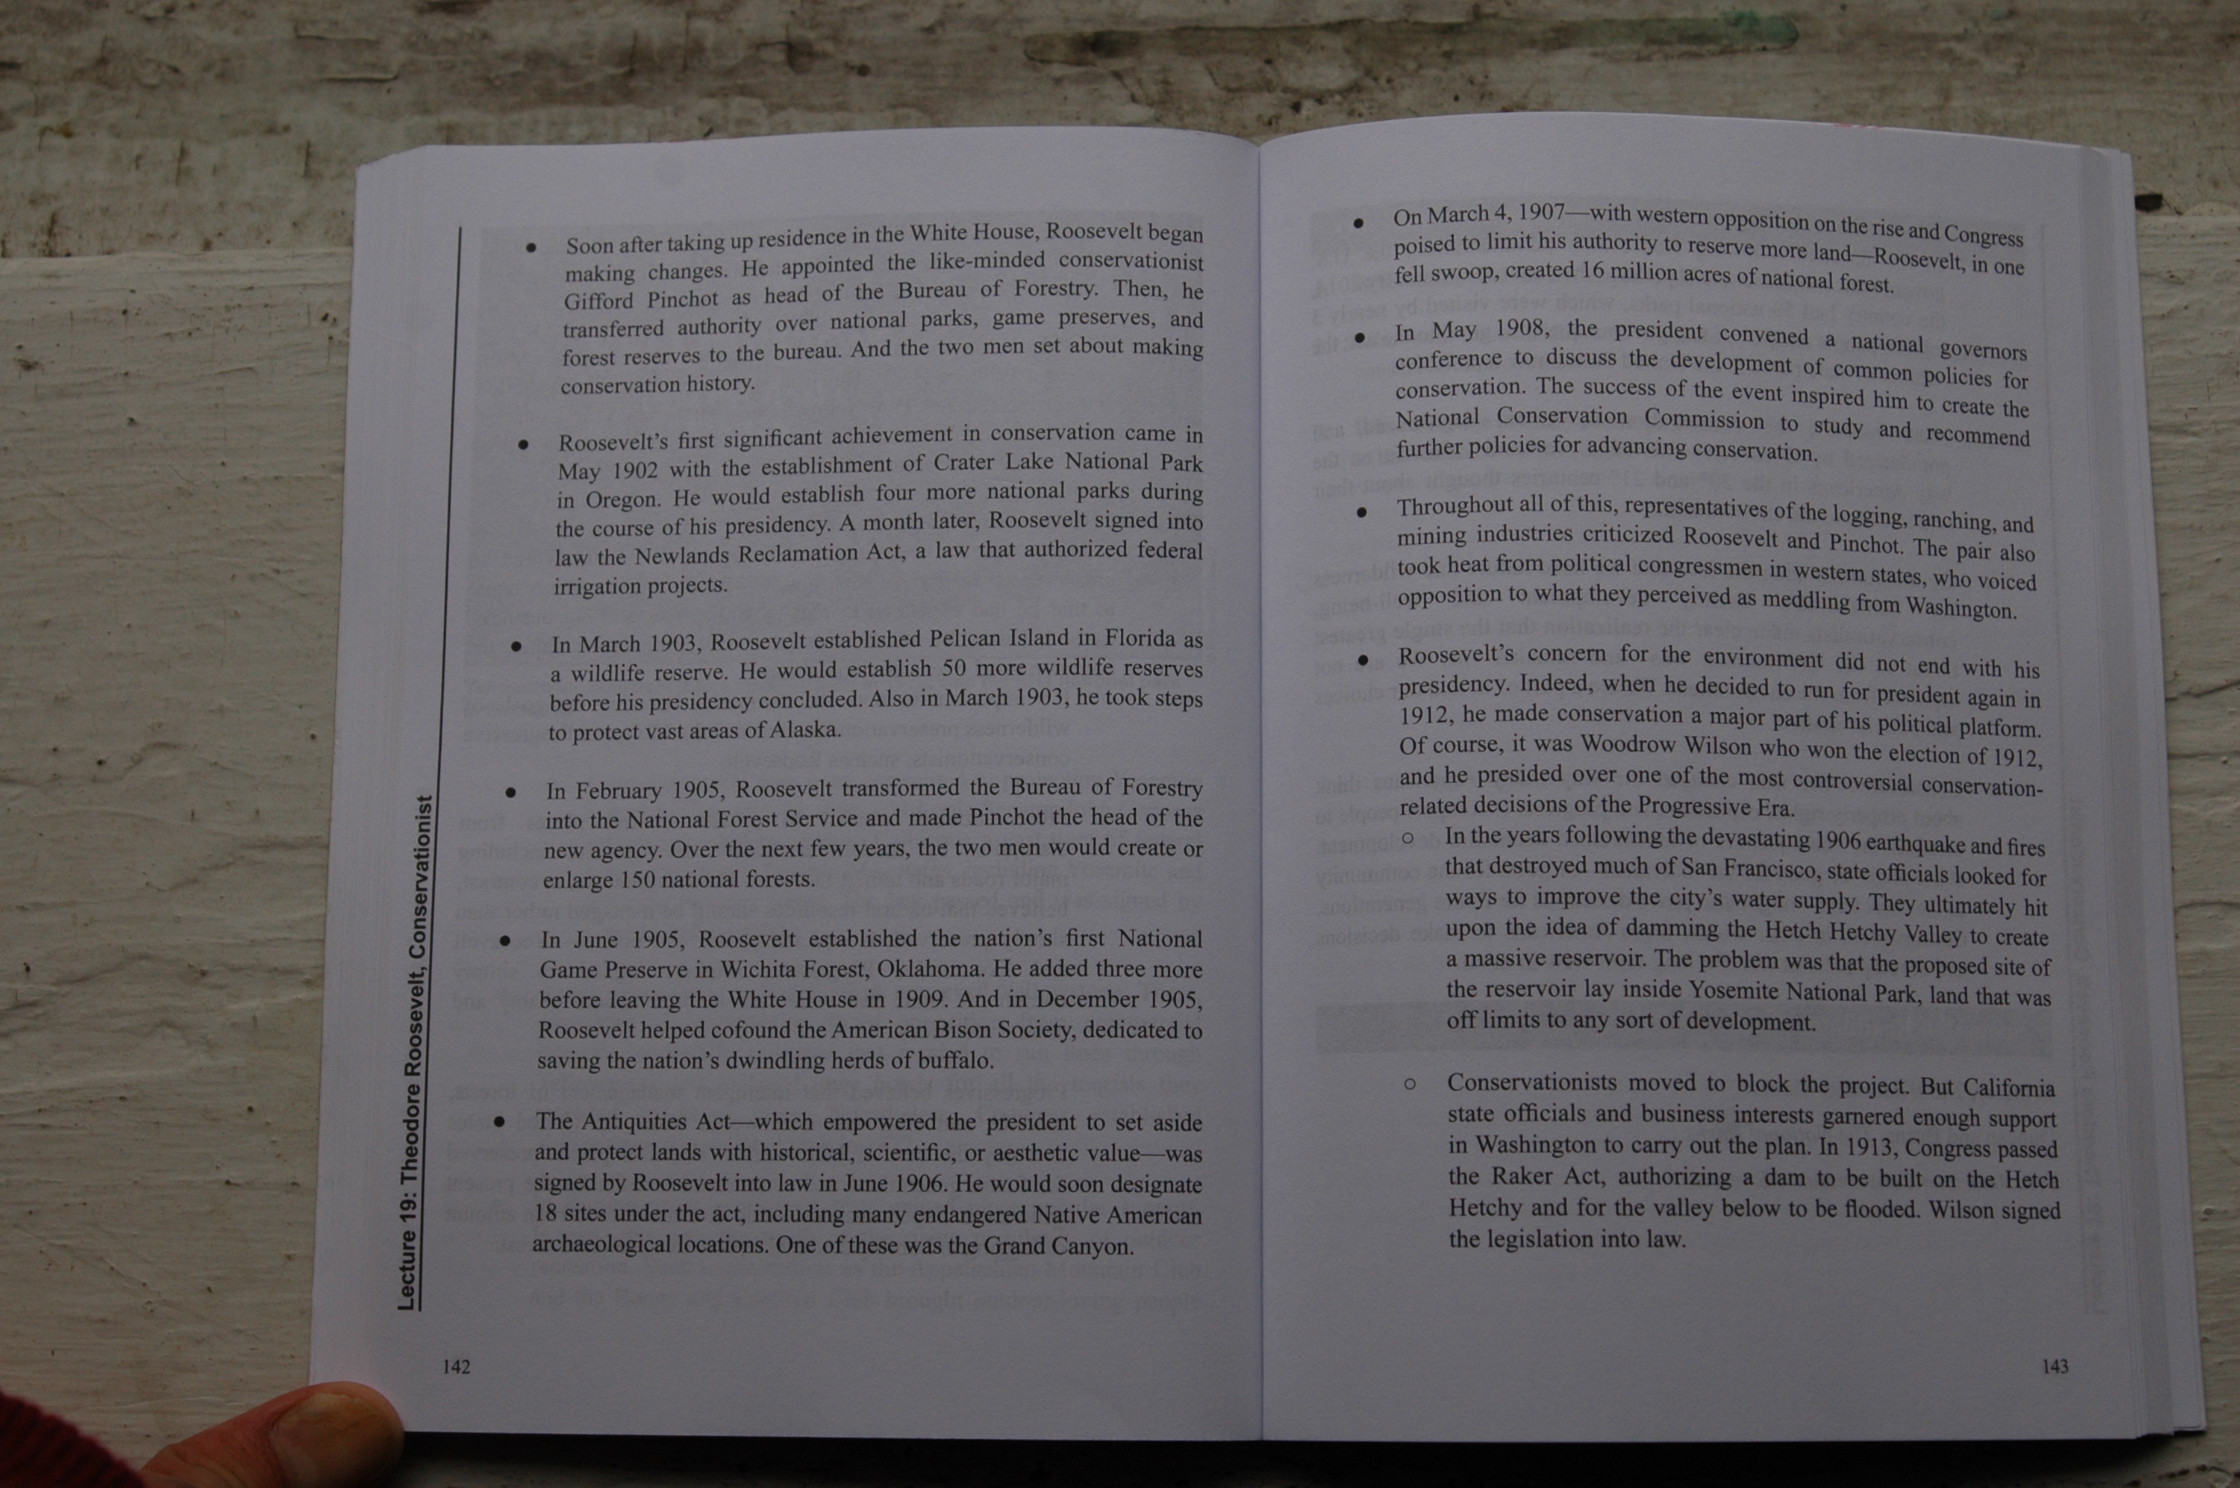 Lecture 19: Theodore Roosevelt, Conservationist
● Soon after taking up residence in the White House, Roosevelt began
making changes. He appointed the like-minded conservationist
Gifford Pinchot as head of the Bureau of Forestry. Then, he
transferred authority over national parks, game preserves, and
forest reserves to the bureau. And the two men set about making
conservation history.
● Roosevelt’s first significant achievement in conservation came in
May 1902 with the establishment of Crater Lake National Park
in Oregon. He would establish four more national parks during
the course of his presidency. A month later, Roosevelt signed into
law the Newlands Reclamation Act, a law that authorized federal
irrigation projects.
● In March 1903, Roosevelt established Pelican Island in Florida as
a wildlife reserve. He would establish 50 more wildlife reserves
before his presidency concluded. Also in March 1903, he took steps
to protect vast areas of Alaska.
● In February 1905, Roosevelt transformed the Bureau of Forestry
into the National Forest Service and made Pinchot the head of the
new agency. Over the next few years, the two men would create or
enlarge 150 national forests.
● In June 1905, Roosevelt established the nation’s first National
Game Preserve in Wichita Forest, Oklahoma. He added three more
before leaving the White House in 1909. And in December 1905,
Roosevelt helped cofound the American Bison Society, dedicated to
saving the nation’s dwindling herds of buffalo.
● The Antiquities Act—which empowered the president to set aside
and protect lands with historical, scientific, or aesthetic value—was
signed by Roosevelt into law in June 1906. He would soon designate
18 sites under the act, including many endangered Native American
archaeological locations. One of these was the Grand Canyon.
142
● On March 4, 1907—with western opposition on the rise and Congress
poised to limit his authority to reserve more land—Roosevelt, in one
fell swoop, created 16 million acres of national forest.
● In May 1908, the president convened a national governors
conference to discuss the development of common policies for
conservation. The success of the event inspired him to create the
National Conservation Commission to study and recommend
further policies for advancing conservation.
● Throughout all of this, representatives of the logging, ranching, and
mining industries criticized Roosevelt and Pinchot. The pair also
took heat from political congressmen in western states, who voiced
opposition to what they perceived as meddling from Washington.
● Roosevelt’s concern for the environment did not end with his
presidency. Indeed, when he decided to run for president again in
1912, he made conservation a major part of his political platform.
Of course, it was Woodrow Wilson who won the election of 1912,
and he presided over one of the most controversial conservation-
related decisions of the Progressive Era.
○ In the years following the devastating 1906 earthquake and fires
that destroyed much of San Francisco, state officials looked for
ways to improve the city’s water supply. They ultimately hit
upon the idea of damming the Hetch Hetchy Valley to create
a massive reservoir. The problem was that the proposed site of
the reservoir lay inside Yosemite National Park, land that was
off limits to any sort of development.
○ Conservationists moved to block the project. But California
state officials and business interests garnered enough support
in Washington to carry out the plan. In 1913, Congress passed
the Raker Act, authorizing a dam to be built on the Hetch
Hetchy and for the valley below to be flooded. Wilson signed
the legislation into law.
143